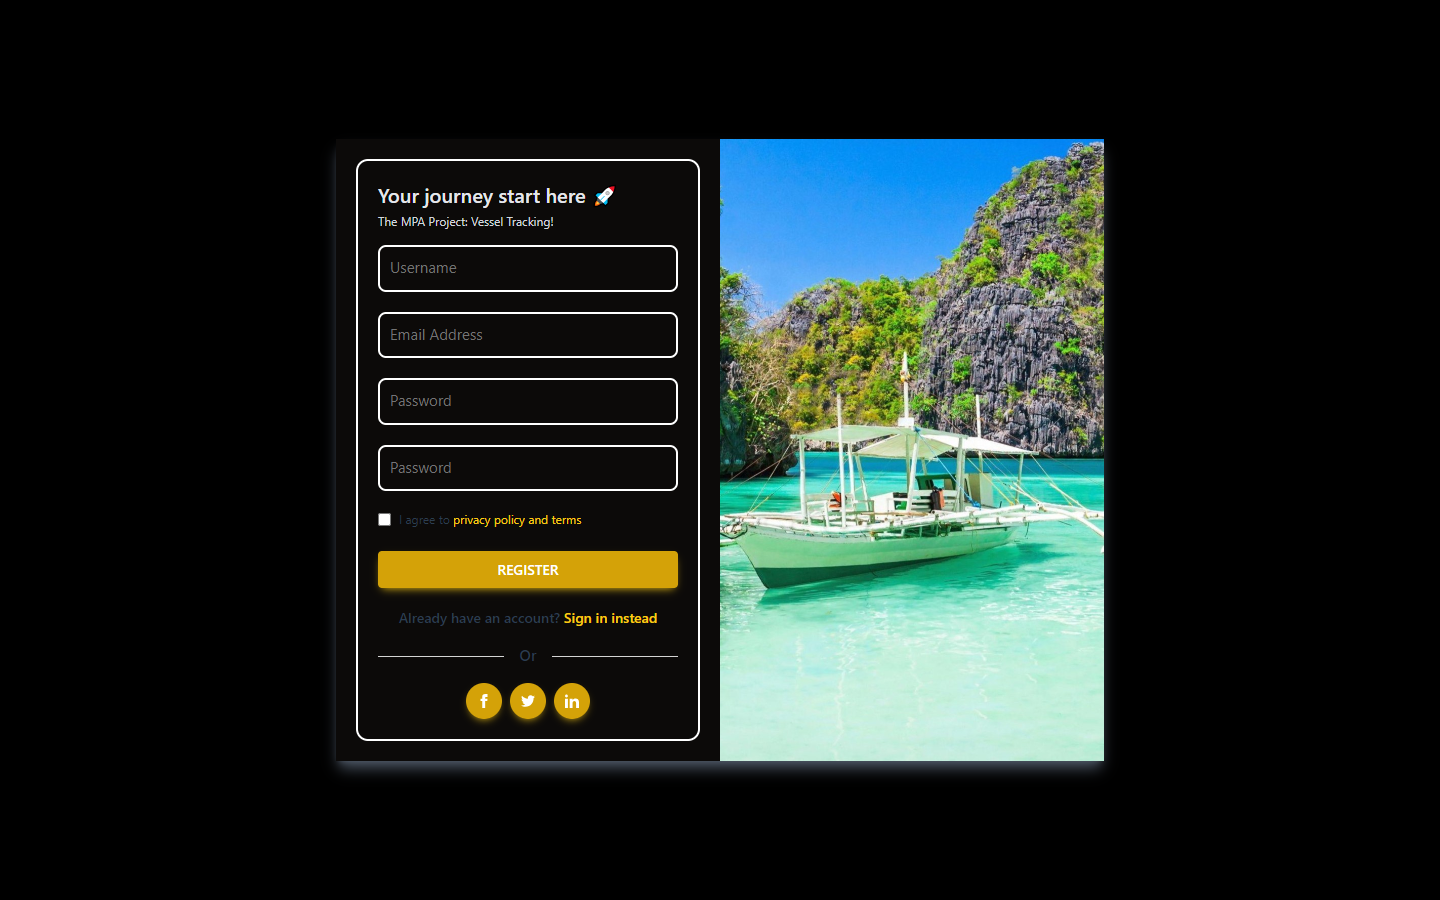 Your journey start here 🚀
The MPA Project: Vessel Tracking!
Username
Email Address
Password
Password
I agree to privacy policy and terms
REGISTER
Already have an account? Sign in instead
Or